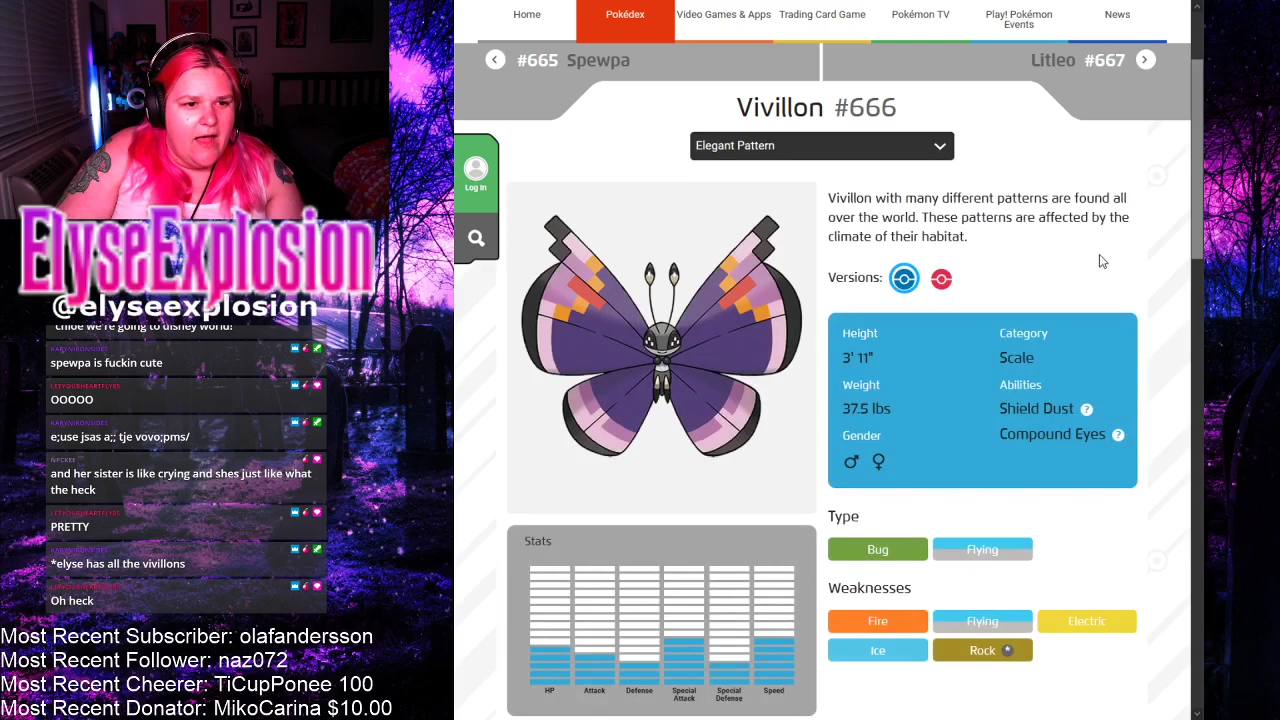 Home
Pokédex
Video Games & Apps
Trading Card Game
Pokémon TV
Play! Pokémon
Events
News
#665 Spewpa
Litleo #667
Vivillon #666
Elegant Pattern
Log In
Vivillon with many different patterns are found all
over the world. These patterns are affected by the
climate of their habitat.
Versions:
Height
3' 11"
Weight
37.5 lbs
Gender
Category
Scale
Abilities
Shield Dust ?
Compound Eyes ?
Type
Bug
Flying
Weaknesses
Fire
Flying
Electric
Ice
Rock
Stats
HP
Attack
Defense
Special
Attack
Special
Defense
Speed
ElyseExplosion
@elyseexplosion
chloe we're going to disney world!
KARYNIRONSIDES
spewpa is fuckin cute
LETYOURHEARTFLY85
OOOOO
KARYNIRONSIDES
e;use jsas a;; tje vovo;pms/
NPCKEE
and her sister is like crying and shes just like what
the heck
LETYOURHEARTFLY85
PRETTY
KARYNIRONSIDES
*elyse has all the vivillons
LETYOURHEARTFLY85
Oh heck
Most Recent Subscriber: olafandersson
Most Recent Follower: naz072
Most Recent Cheerer: TiCupPonee 100
Most Recent Donator: MikoCarina $10.00